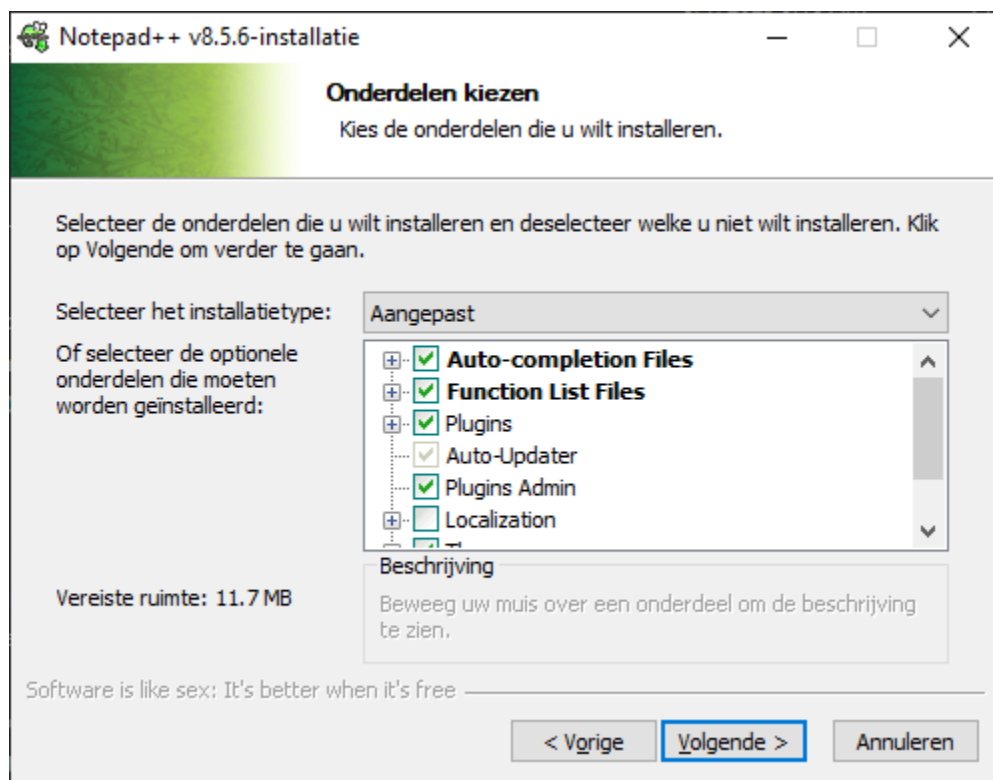 Notepad++ v8.5.6-installatie
Onderdelen kiezen
Kies de onderdelen die u wilt installeren.
Selecteer de onderdelen die u wilt installeren en deselecteer welke u niet wilt installeren. Klik
op Volgende om verder te gaan.
Selecteer het installatietype:
Aangepast
Of selecteer de optionele
onderdelen die moeten
worden geïnstalleerd:
Auto-completion Files
Function List Files
Plugins
Auto-Updater
Plugins Admin
Localization
Vereiste ruimte: 11.7 MB
Beschrijving
Beweeg uw muis over een onderdeel om de beschrijving
te zien.
Software is like sex: It's better when it's free
< Vorige
Volgende >
Annuleren